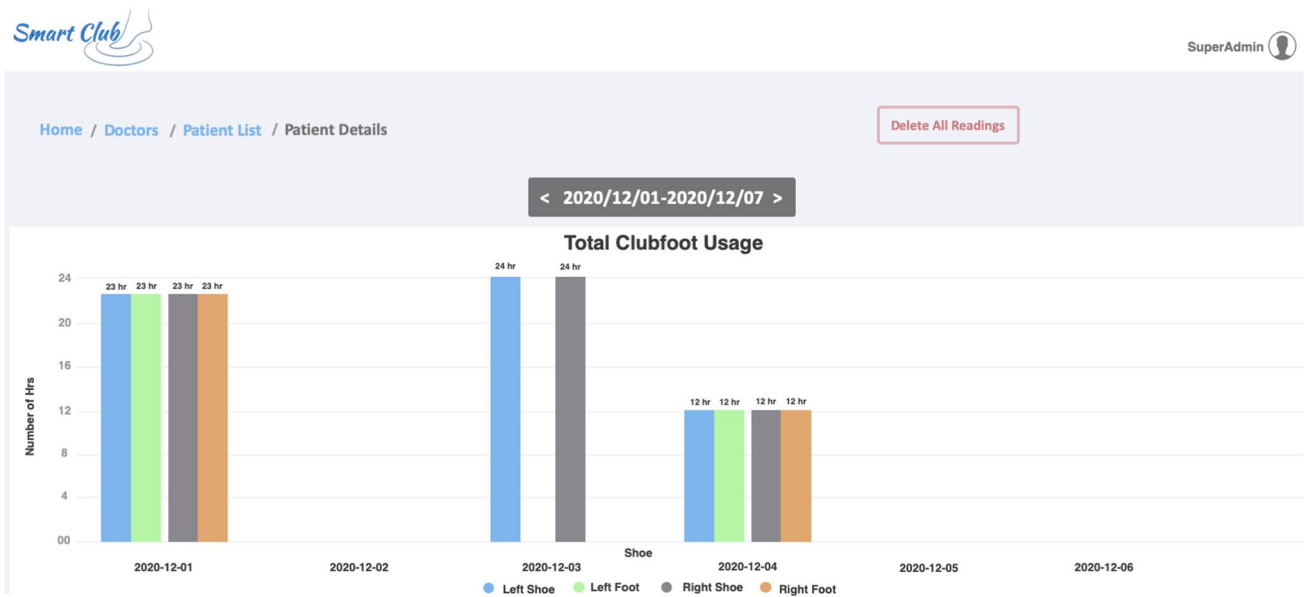 Smart Club
SuperAdmin
Home / Doctors / Patient List / Patient Details
Delete All Readings
< 2020/12/01-2020/12/07 >
Total Clubfoot Usage
24 hr 24 hr
24
23 hr 23 hr 23 hr 23 hr
20
16
12 hr 12 hr 12 hr 12 hr
12
8
4
00
Number of Hrs
Shoe
2020-12-01 2020-12-02 2020-12-03 2020-12-04 2020-12-05 2020-12-06
Left Shoe Left Foot Right Shoe Right Foot